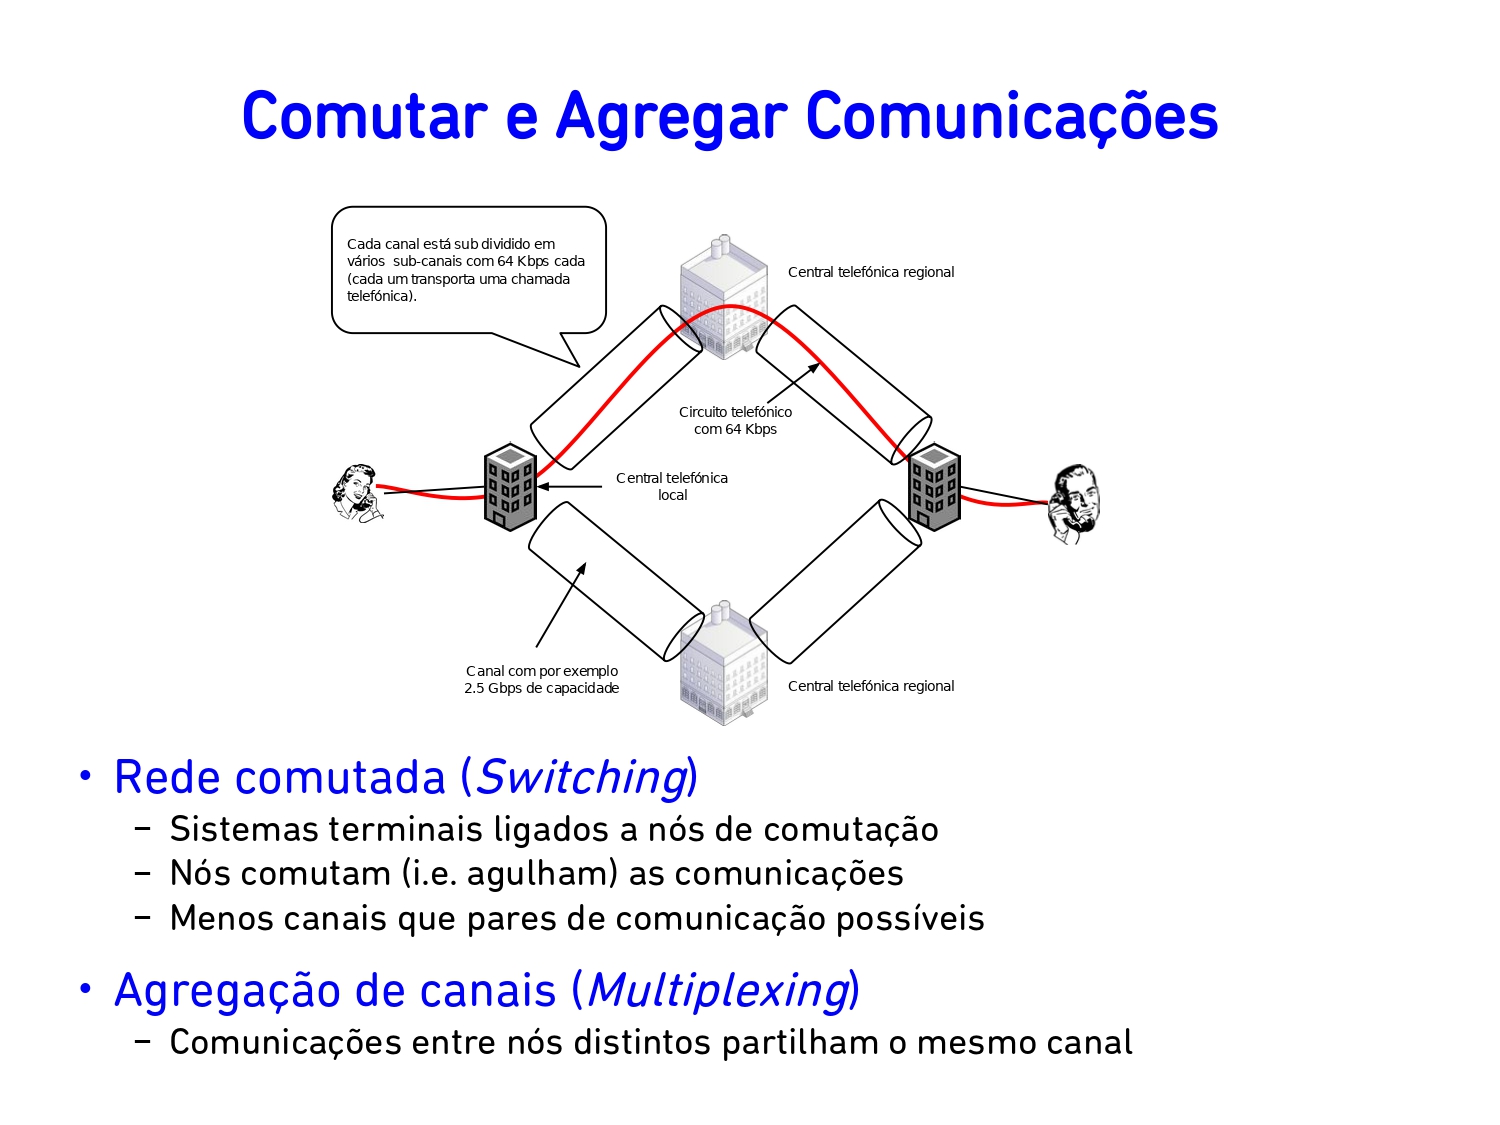 Comutar e Agregar Comunicações
Cada canal está sub dividido em
vários sub-canais com 64 Kbps cada
(cada um transporta uma chamada
telefónica).
Central telefónica regional
Circuito telefónico
com 64 Kbps
Central telefónica
local
Canal com por exemplo
2.5 Gbps de capacidade
Central telefónica regional
• Rede comutada (Switching)
– Sistemas terminais ligados a nós de comutação
– Nós comutam (i.e. agulham) as comunicações
– Menos canais que pares de comunicação possíveis
• Agregação de canais (Multiplexing)
– Comunicações entre nós distintos partilham o mesmo canal